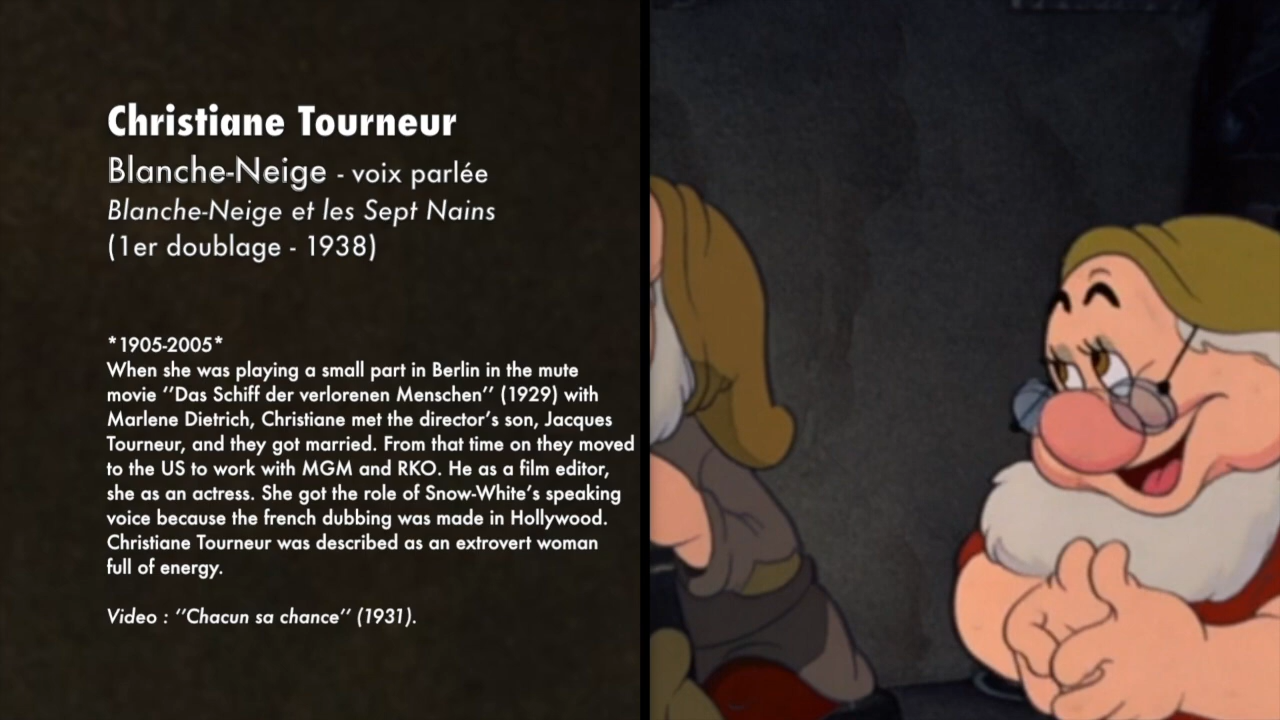 Christiane Tourneur
Blanche-Neige - voix parlée
Blanche-Neige et les Sept Nains
(1er doublage - 1938)
*1905-2005*
When she was playing a small part in Berlin in the mute
movie ‘‘Das Schiff der verlorenen Menschen’’ (1929) with
Marlene Dietrich, Christiane met the director’s son, Jacques
Tourneur, and they got married. From that time on they moved
to the US to work with MGM and RKO. He as a film editor,
she as an actress. She got the role of Snow-White’s speaking
voice because the french dubbing was made in Hollywood.
Christiane Tourneur was described as an extrovert woman
full of energy.
Video : ‘‘Chacun sa chance’’ (1931).